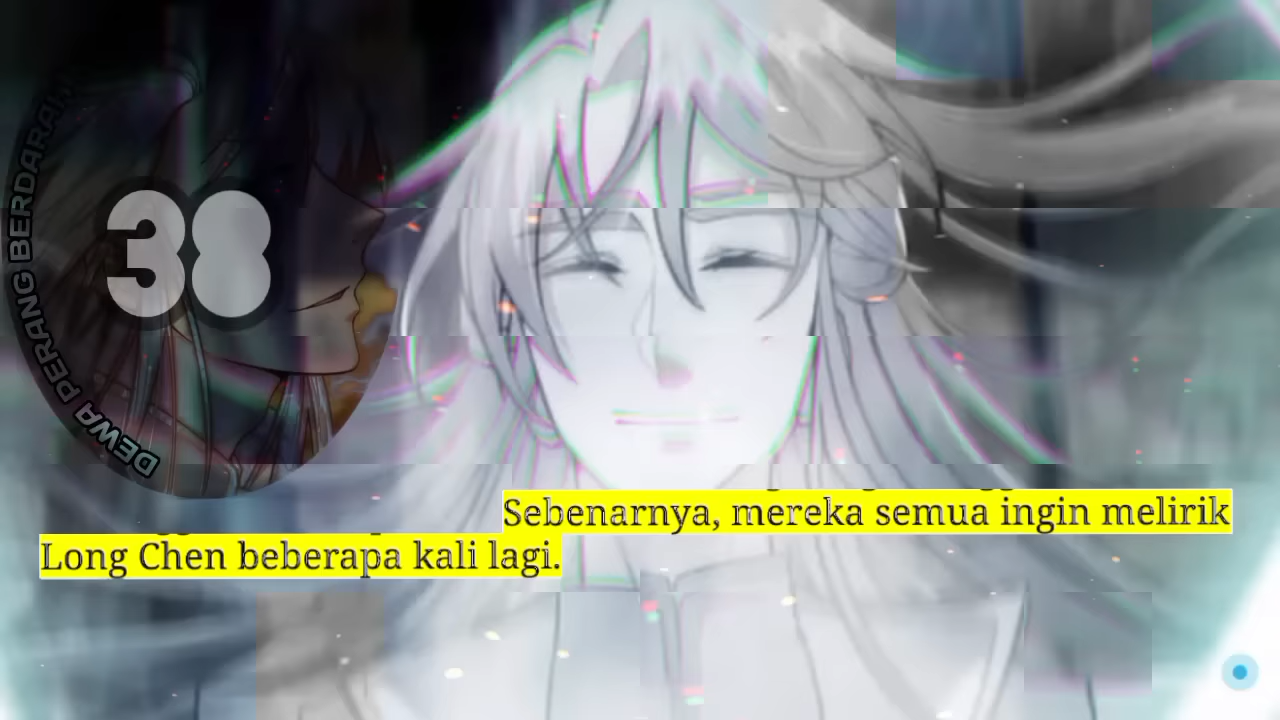 38
DEWA PERANG BERDARAH
Sebenarnya, mereka semua ingin melirik
Long Chen beberapa kali lagi.